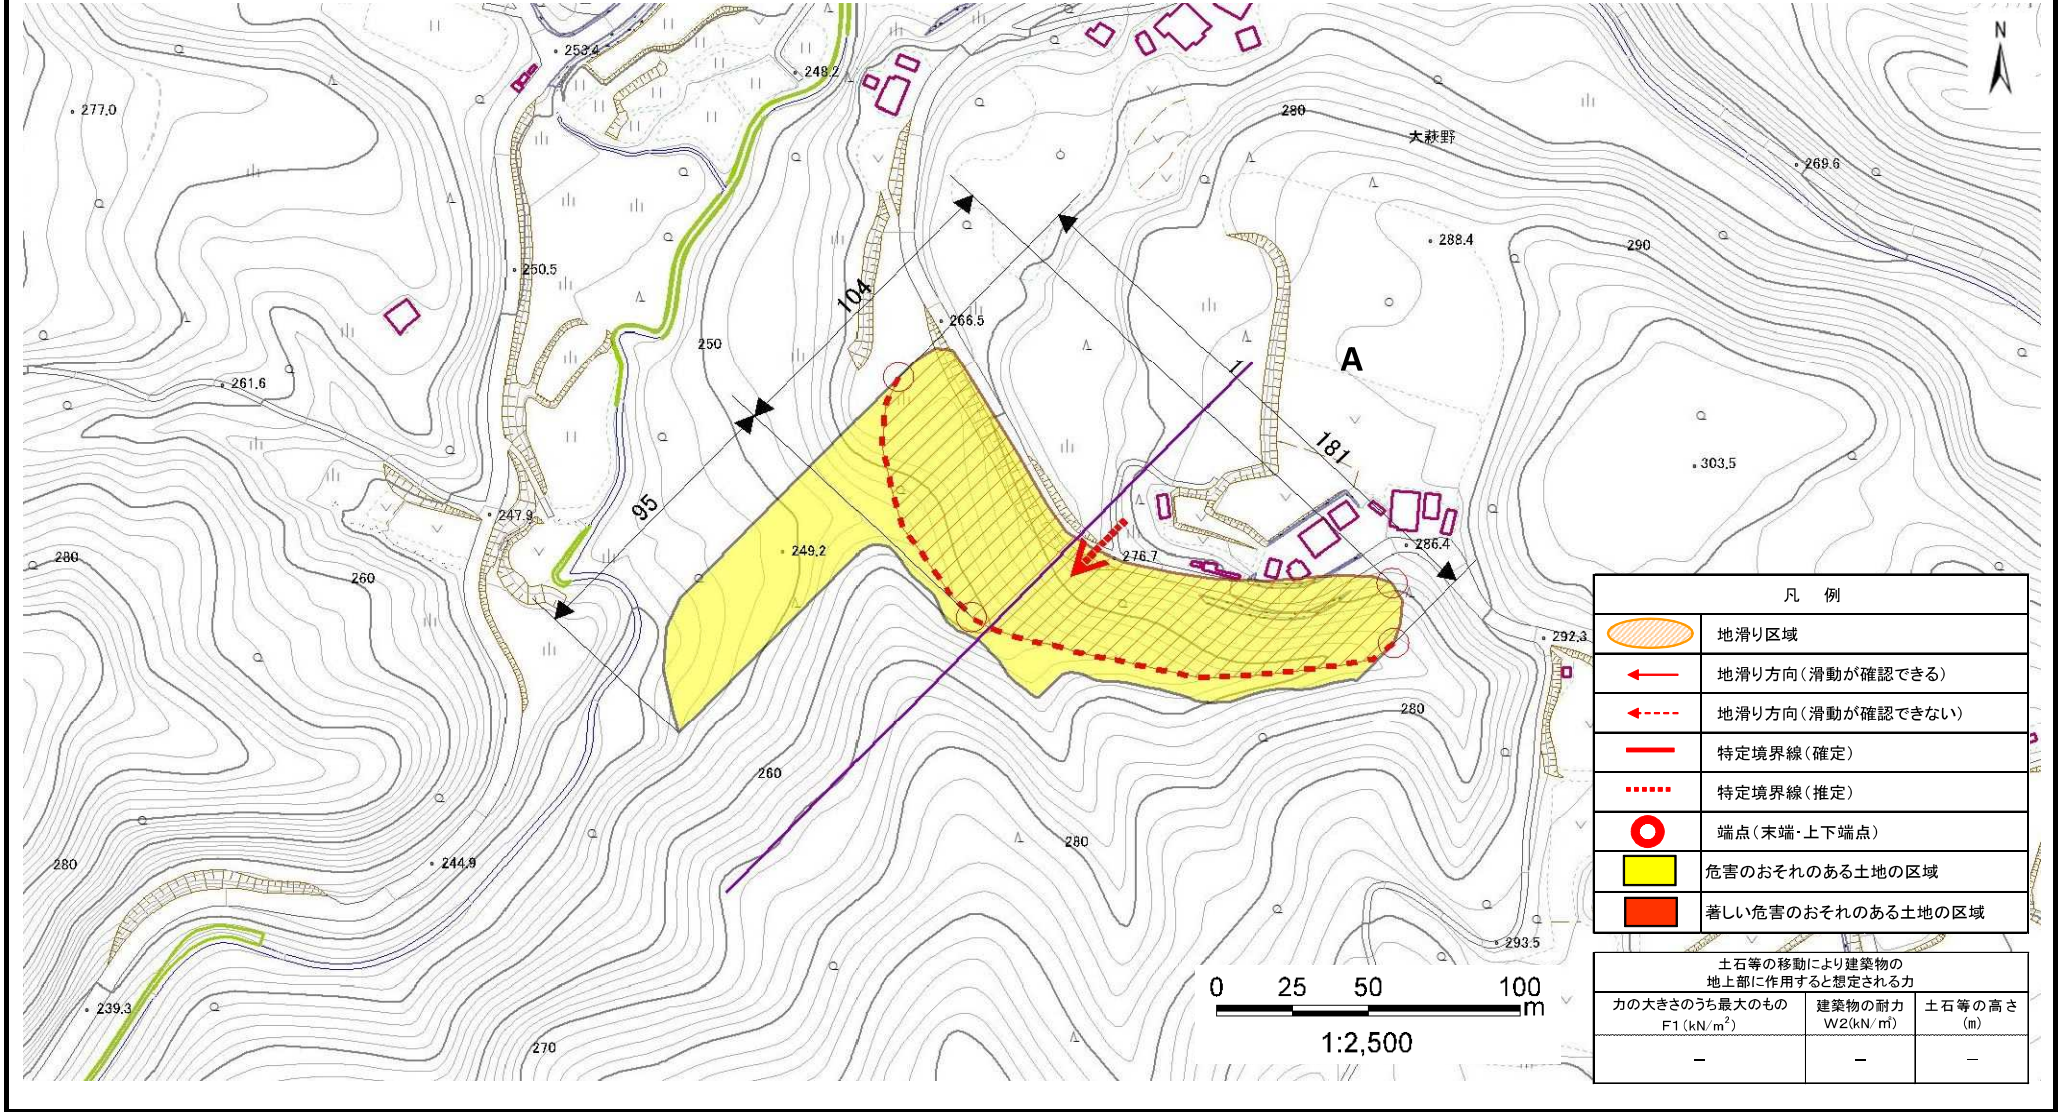 N
253.4
248.2
277.0
280
大萩野
269.6
288.4
290
250.5
104
266.5
250
A
1
261.6
181
303.5
95
247.9
249.2
276.7
286.4
280
260
292.3
280
260
280
280
244.9
293.5
239.3
270
凡 例
地滑り区域
地滑り方向(滑動が確認できる)
地滑り方向(滑動が確認できない)
特定境界線(確定)
特定境界線(推定)
端点(末端・上下端点)
危害のおそれのある土地の区域
著しい危害のおそれのある土地の区域
0 25 50 100
m
1:2,500
土石等の移動により建築物の
地上部に作用すると想定される力
力の大きさのうち最大のもの
F1(kN/m²)
建築物の耐力
W2(kN/㎡)
土石等の高さ
(m)
– – –